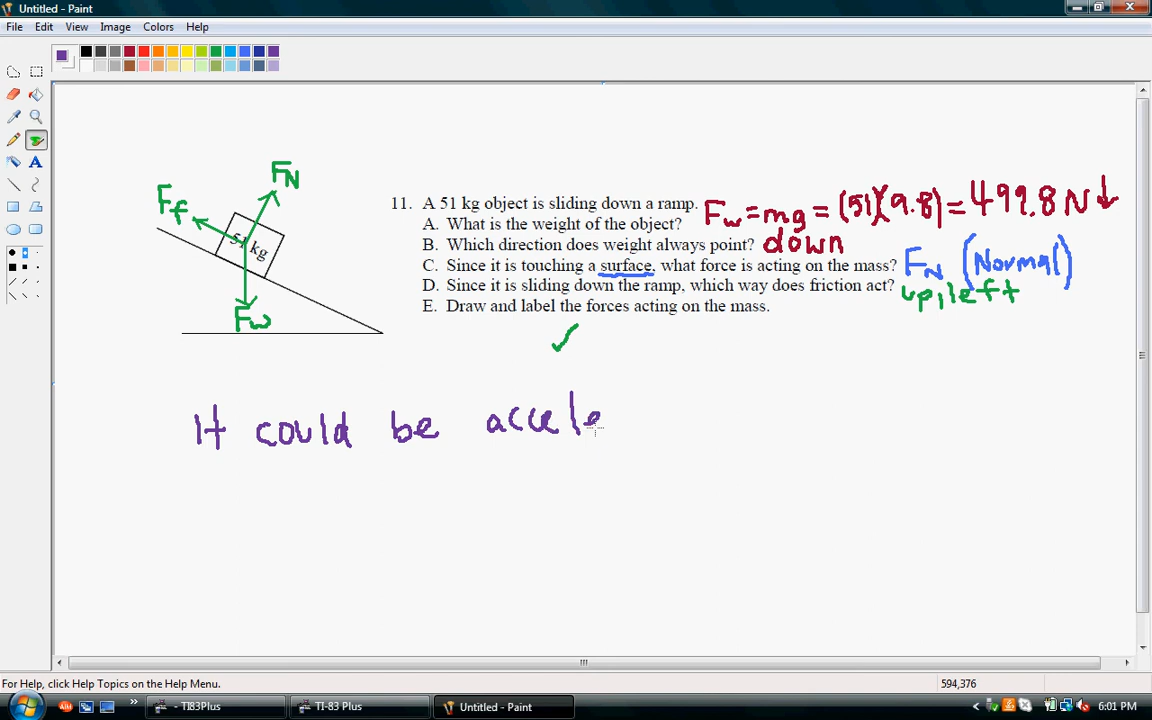 Untitled - Paint
File Edit View Image Colors Help
FN
Ff
51 kg
Fw
11. A 51 kg object is sliding down a ramp. Fw = mg = (51)(9.8) = 499.8 N ↓
A. What is the weight of the object?
B. Which direction does weight always point? down
C. Since it is touching a surface, what force is acting on the mass? FN (Normal)
D. Since it is sliding down the ramp, which way does friction act? up, left
E. Draw and label the forces acting on the mass.
✓
It could be accele
For Help, click Help Topics on the Help Menu. 594,376
- TI83Plus TI-83 Plus Untitled - Paint 6:01 PM